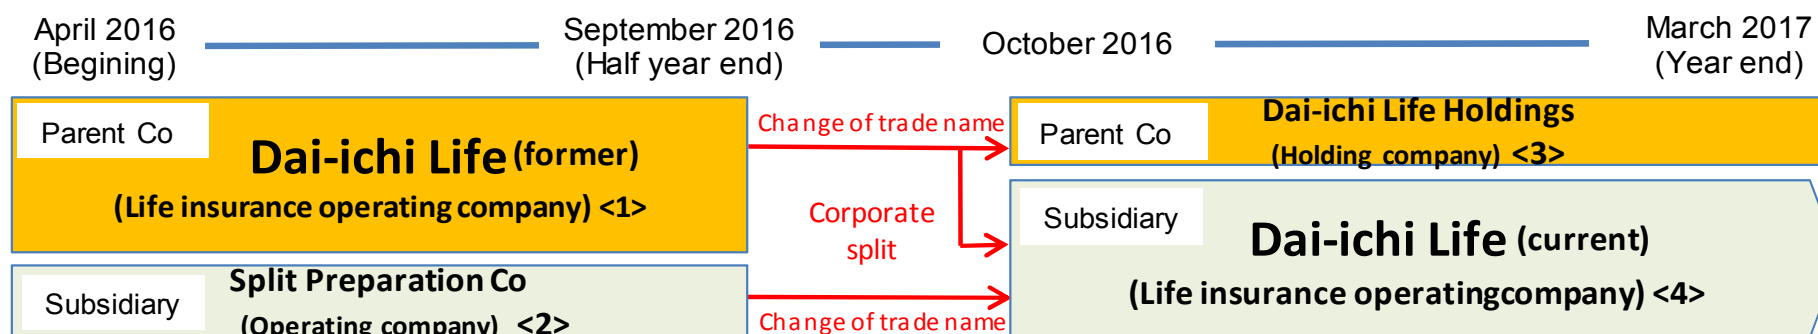 April 2016
(Begining)
September 2016
(Half year end)
October 2016
March 2017
(Year end)
Parent Co
Dai-ichi Life (former)
(Life insurance operating company) <1>
Subsidiary
Split Preparation Co
(Operating company) <2>
Change of trade name
Corporate
split
Change of trade name
Parent Co
Dai-ichi Life Holdings
(Holding company) <3>
Subsidiary
Dai-ichi Life (current)
(Life insurance operatingcompany) <4>